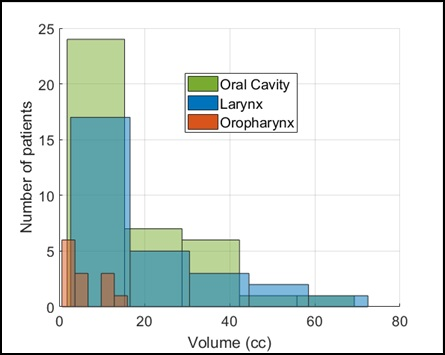 25
20
15
10
5
0
Number of patients
Oral Cavity
Larynx
Oropharynx
0 20 40 60 80
Volume (cc)